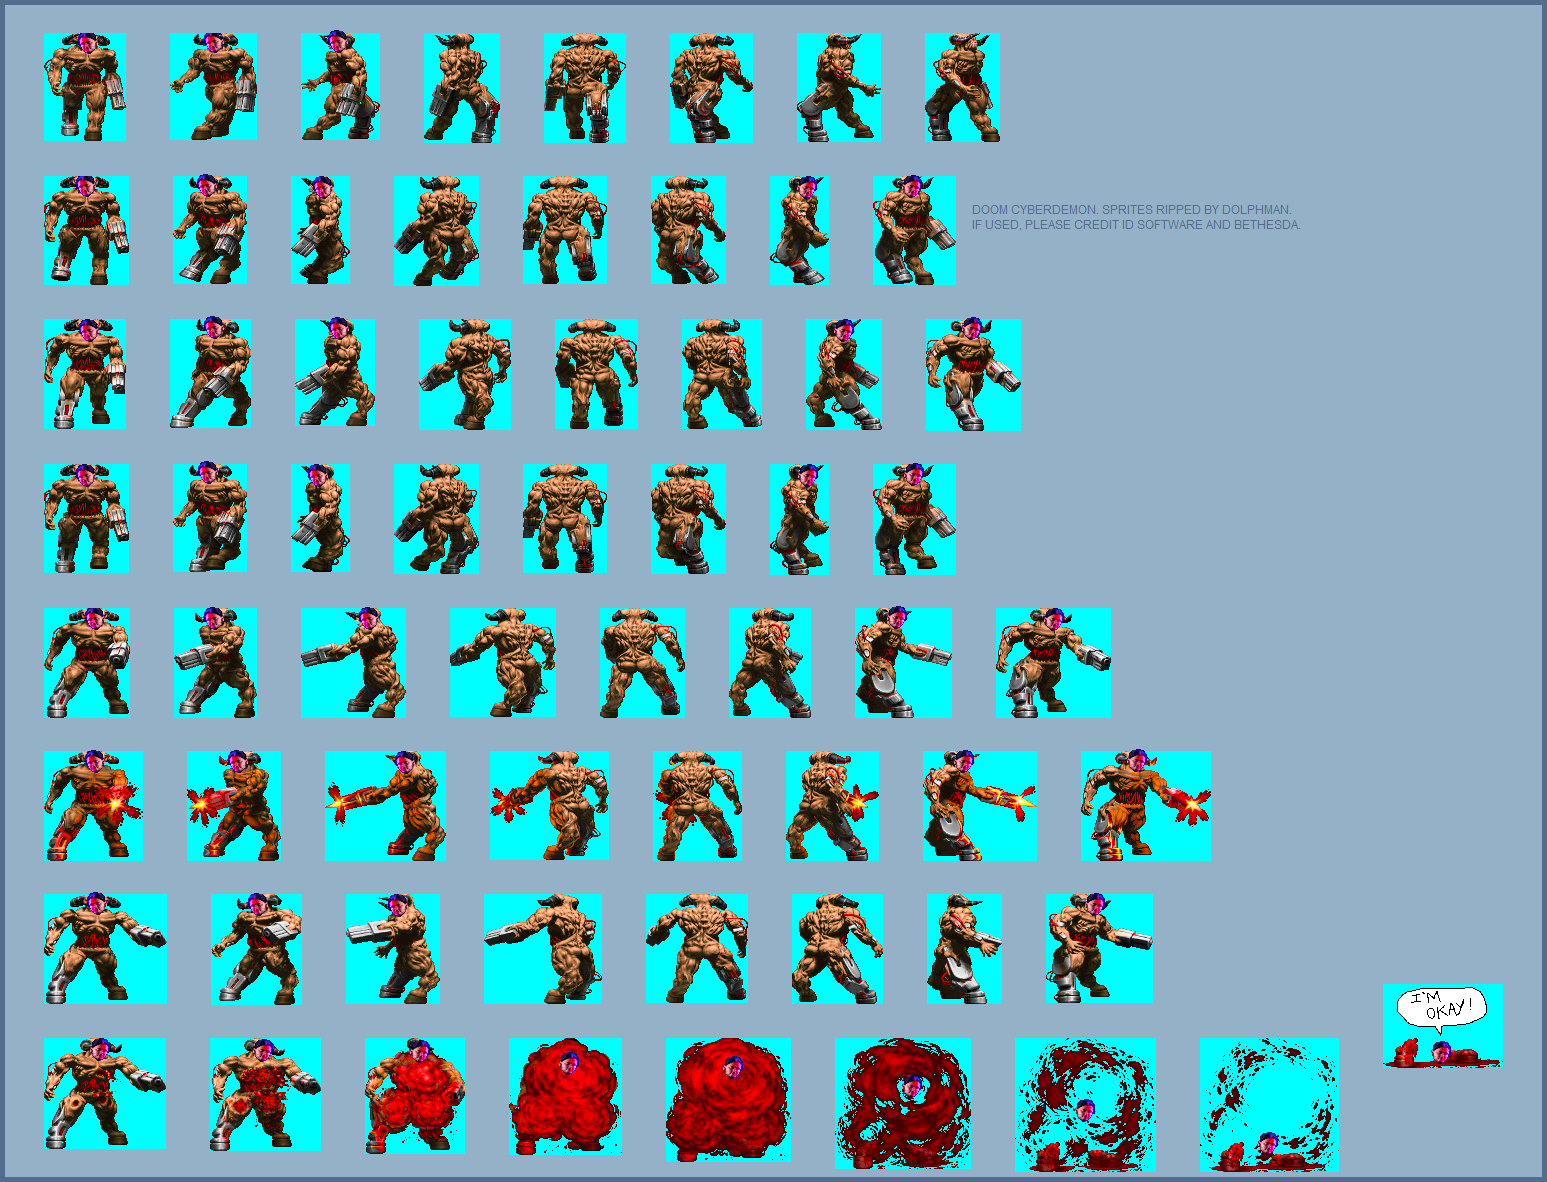 DOOM CYBERDEMON. SPRITES RIPPED BY DOLPHMAN.
IF USED, PLEASE CREDIT ID SOFTWARE AND BETHESDA.
I'M
OKAY!